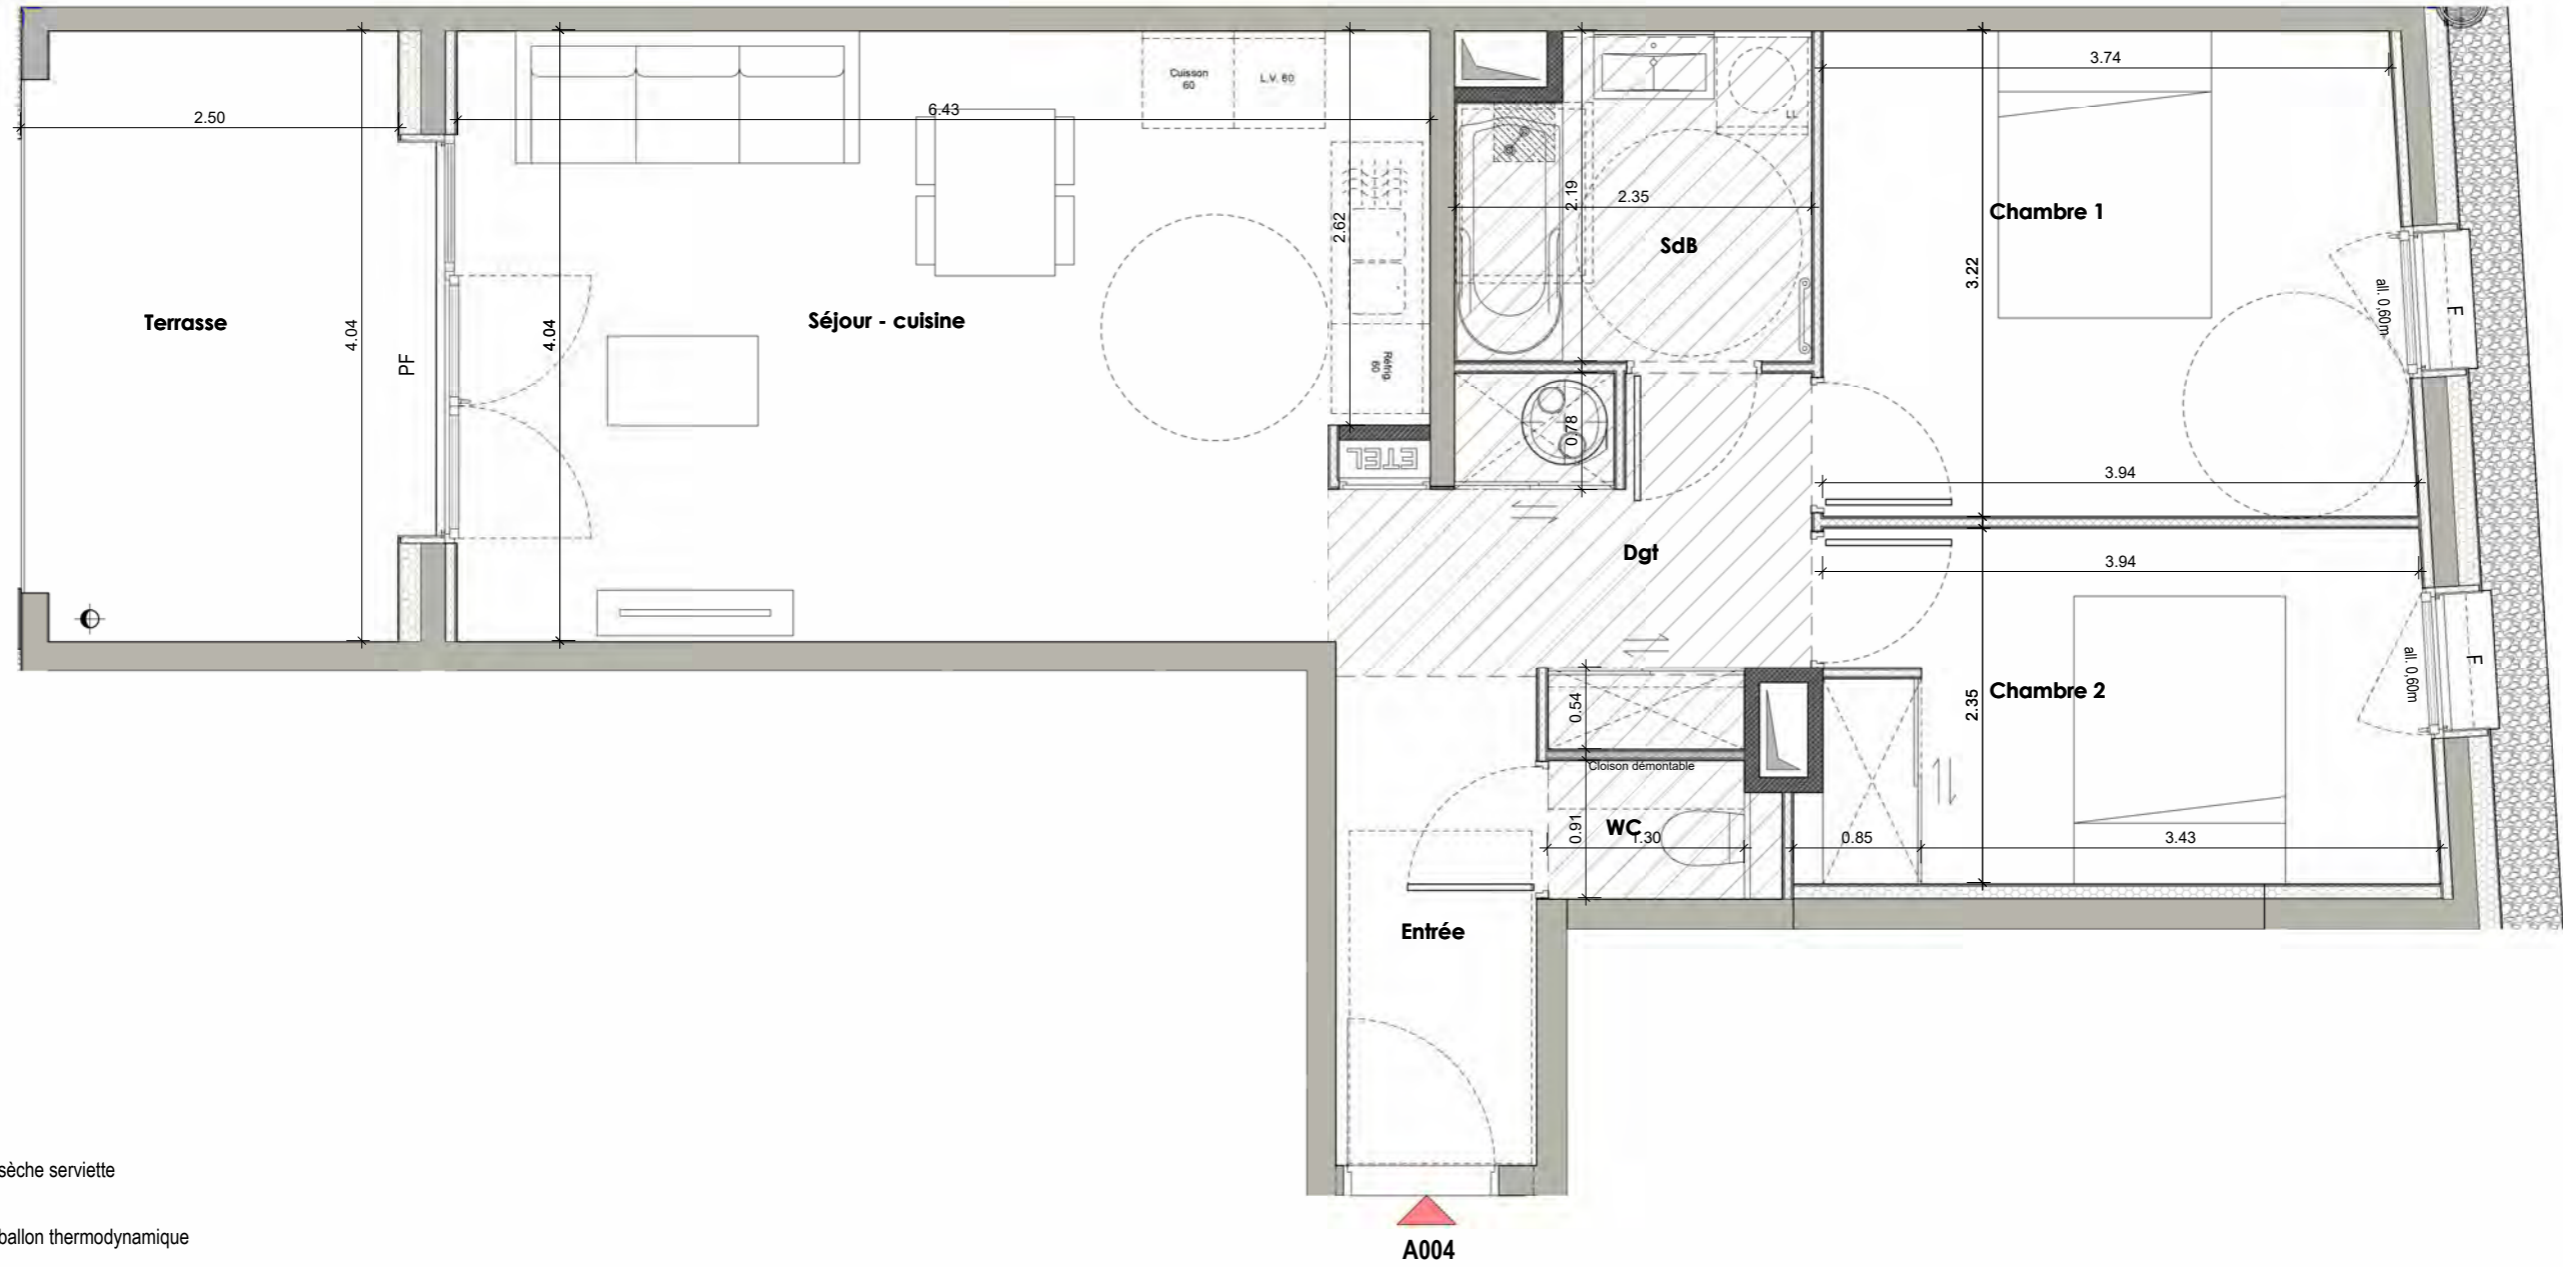 3.74
Cuisson
60
L.V. 60
2.50
6.43
LL
2.19
2.35
2.62
Chambre 1
SdB
3.22
all. 0,60m
F
Terrasse
4.04
PF
4.04
Séjour - cuisine
Réfrig.
60
0.78
ETEL
3.94
Dgt
3.94
all. 0,60m
F
0.54
Chambre 2
2.35
Cloison démontable
0.91
WC
1.30
0.85
3.43
Entrée
sèche serviette
ballon thermodynamique
A004